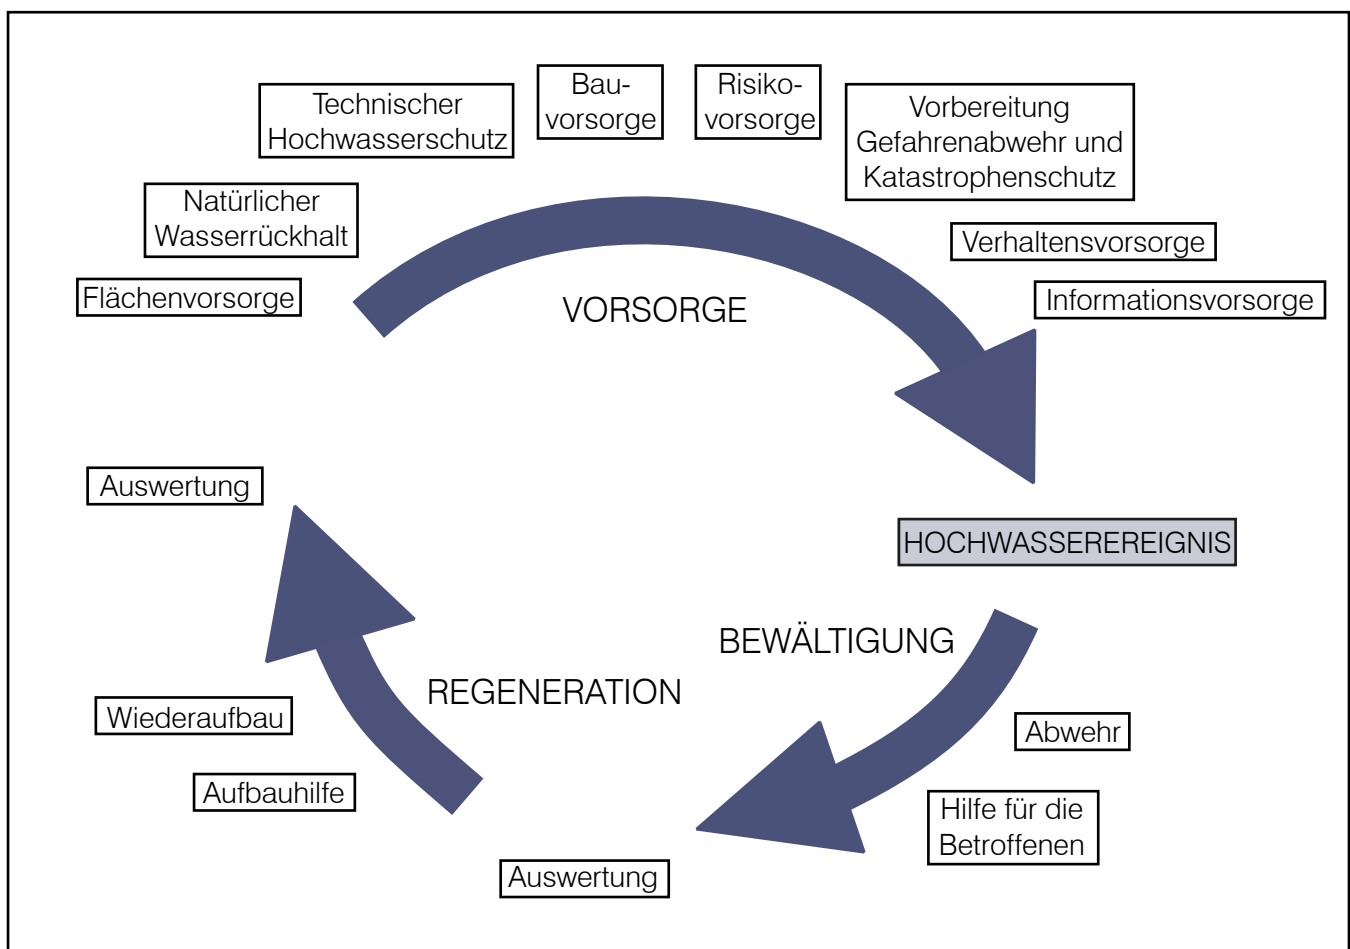 Bau-
vorsorge
Risiko-
vorsorge
Technischer
Hochwasserschutz
Vorbereitung
Gefahrenabwehr und
Katastrophenschutz
Natürlicher
Wasserrückhalt
Verhaltensvorsorge
Flächenvorsorge
Informationsvorsorge
VORSORGE
Auswertung
HOCHWASSEREREIGNIS
BEWÄLTIGUNG
REGENERATION
Wiederaufbau
Abwehr
Aufbauhilfe
Hilfe für die
Betroffenen
Auswertung